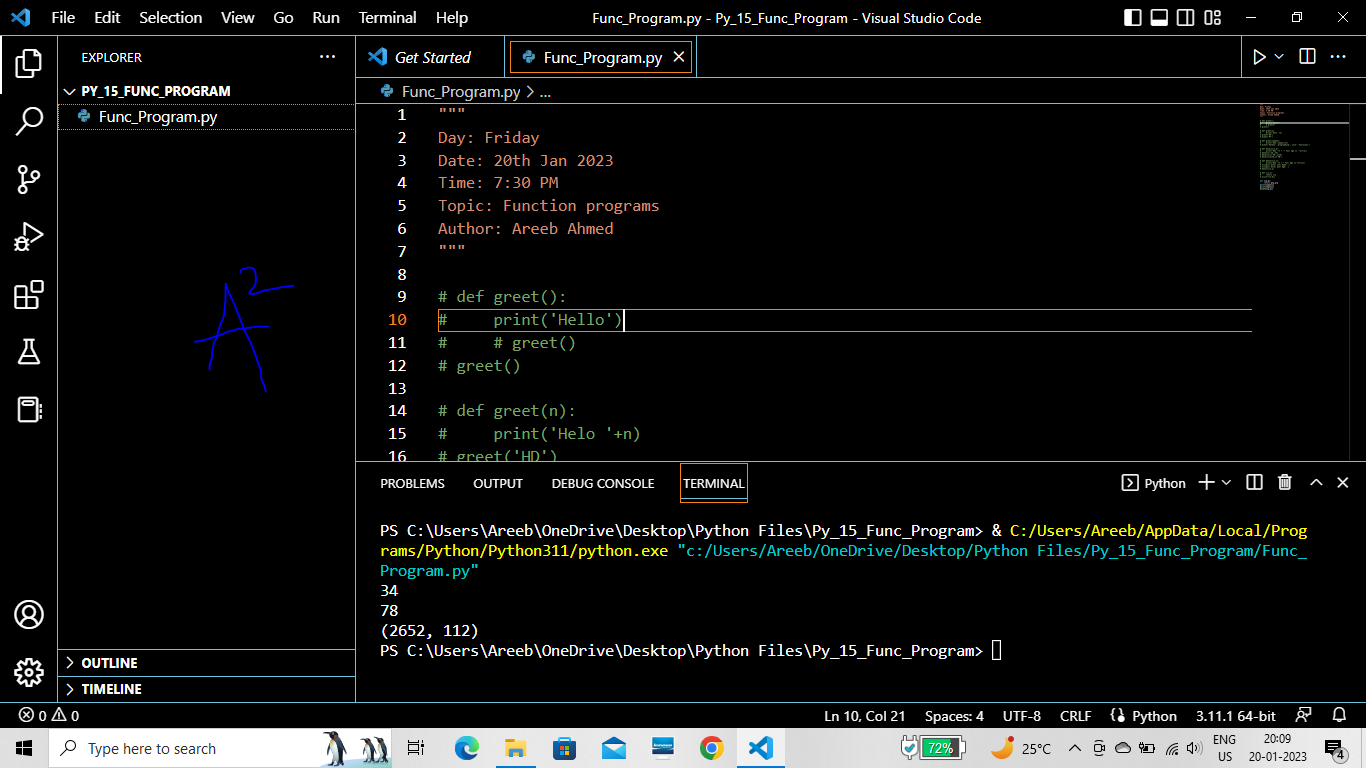 File Edit Selection View Go Run Terminal Help Func_Program.py - Py_15_Func_Program - Visual Studio Code
EXPLORER
Get Started Func_Program.py
PY_15_FUNC_PROGRAM
Func_Program.py
A2
OUTLINE
TIMELINE
Func_Program.py > ...
1 """
2 Day: Friday
3 Date: 20th Jan 2023
4 Time: 7:30 PM
5 Topic: Function programs
6 Author: Areeb Ahmed
7 """
8
9 # def greet():
10 #     print('Hello')
11 #     # greet()
12 # greet()
13
14 # def greet(n):
15 #     print('Helo '+n)
16 # greet('HD')
PROBLEMS OUTPUT DEBUG CONSOLE TERMINAL Python
PS C:\Users\Areeb\OneDrive\Desktop\Python Files\Py_15_Func_Program> & C:/Users/Areeb/AppData/Local/Prog
rams/Python/Python311/python.exe "c:/Users/Areeb/OneDrive/Desktop/Python Files/Py_15_Func_Program/Func_
Program.py"
34
78
(2652, 112)
PS C:\Users\Areeb\OneDrive\Desktop\Python Files\Py_15_Func_Program>
0 0 Ln 10, Col 21 Spaces: 4 UTF-8 CRLF Python 3.11.1 64-bit
Type here to search 72% 25°C ENG US 20:09 20-01-2023 4